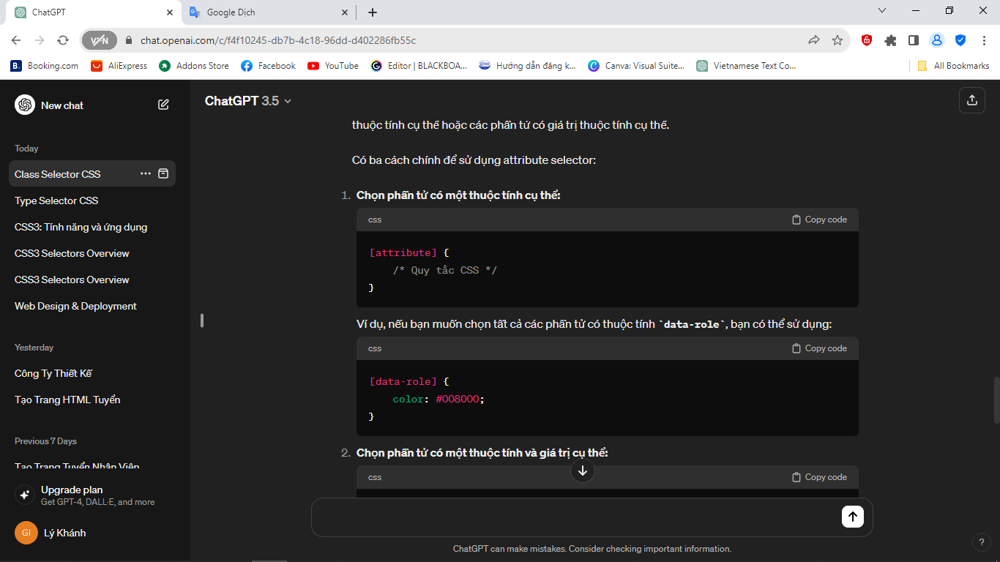 ChatGPT
Google Dịch
VPN
chat.openai.com/c/f4f10245-db7b-4c18-96dd-d402286fb55c
B.
Booking.com
AliExpress
Addons Store
Facebook
YouTube
Editor | BLACKBOA...
Hướng dẫn đăng k...
Canva: Visual Suite...
Vietnamese Text Co...
All Bookmarks
New chat
Today
Class Selector CSS
Type Selector CSS
CSS3: Tính năng và ứng dụng
CSS3 Selectors Overview
CSS3 Selectors Overview
Web Design & Deployment
Yesterday
Công Ty Thiết Kế
Tạo Trang HTML Tuyển
Previous 7 Days
Tạo Trang Tuyển Nhân Viên
Upgrade plan
Get GPT-4, DALL·E, and more
GI
Lý Khánh
ChatGPT 3.5
thuộc tính cụ thể hoặc các phần tử có giá trị thuộc tính cụ thể.
Có ba cách chính để sử dụng attribute selector:
1. Chọn phần tử có một thuộc tính cụ thể:
css
Copy code
[attribute] {
/* Quy tắc CSS */
}
Ví dụ, nếu bạn muốn chọn tất cả các phần tử có thuộc tính `data-role`, bạn có thể sử dụng:
css
Copy code
[data-role] {
color: #008000;
}
2. Chọn phần tử có một thuộc tính và giá trị cụ thể:
css
Copy code
ChatGPT can make mistakes. Consider checking important information.
?